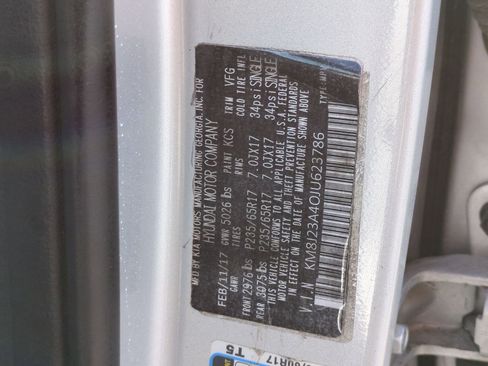 MFD BY KIA MOTORS MANUFACTURING GEORGIA, INC. FOR
HYUNDAI MOTOR COMPANY
FEB/11/17 GVWR 5026 lbs PAINT KCS TRIM VFG
GAWR TIRES RIMS COLD TIRE INFL
FRONT 2976 lbs P235/65R17 7.0JX17 34psi SINGLE
REAR 3075 lbs P235/65R17 7.0JX17 34psi SINGLE
THIS VEHICLE CONFORMS TO ALL APPLICABLE U.S.A FEDERAL
MOTOR VEHICLE SAFETY AND THEFT PREVENTION STANDARDS
IN EFFECT ON THE DATE OF MANUFACTURE SHOWN ABOVE.
V.I.N KM8J23A40JU623786 TYPE:MPV
T5